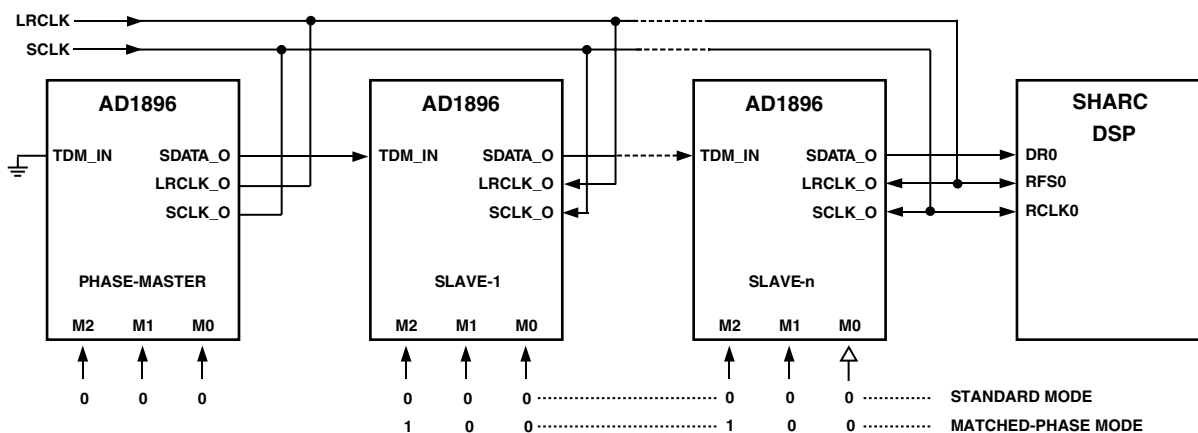 LRCLK
SCLK
AD1896 AD1896 AD1896 SHARC
DSP
TDM_IN SDATA_O TDM_IN SDATA_O TDM_IN SDATA_O DR0
LRCLK_O LRCLK_O LRCLK_O RFS0
SCLK_O SCLK_O SCLK_O RCLK0
PHASE-MASTER SLAVE-1 SLAVE-n
M2 M1 M0 M2 M1 M0 M2 M1 M0
0 0 0 0 0 0 0 0 0 STANDARD MODE
1 0 0 1 0 0 MATCHED-PHASE MODE